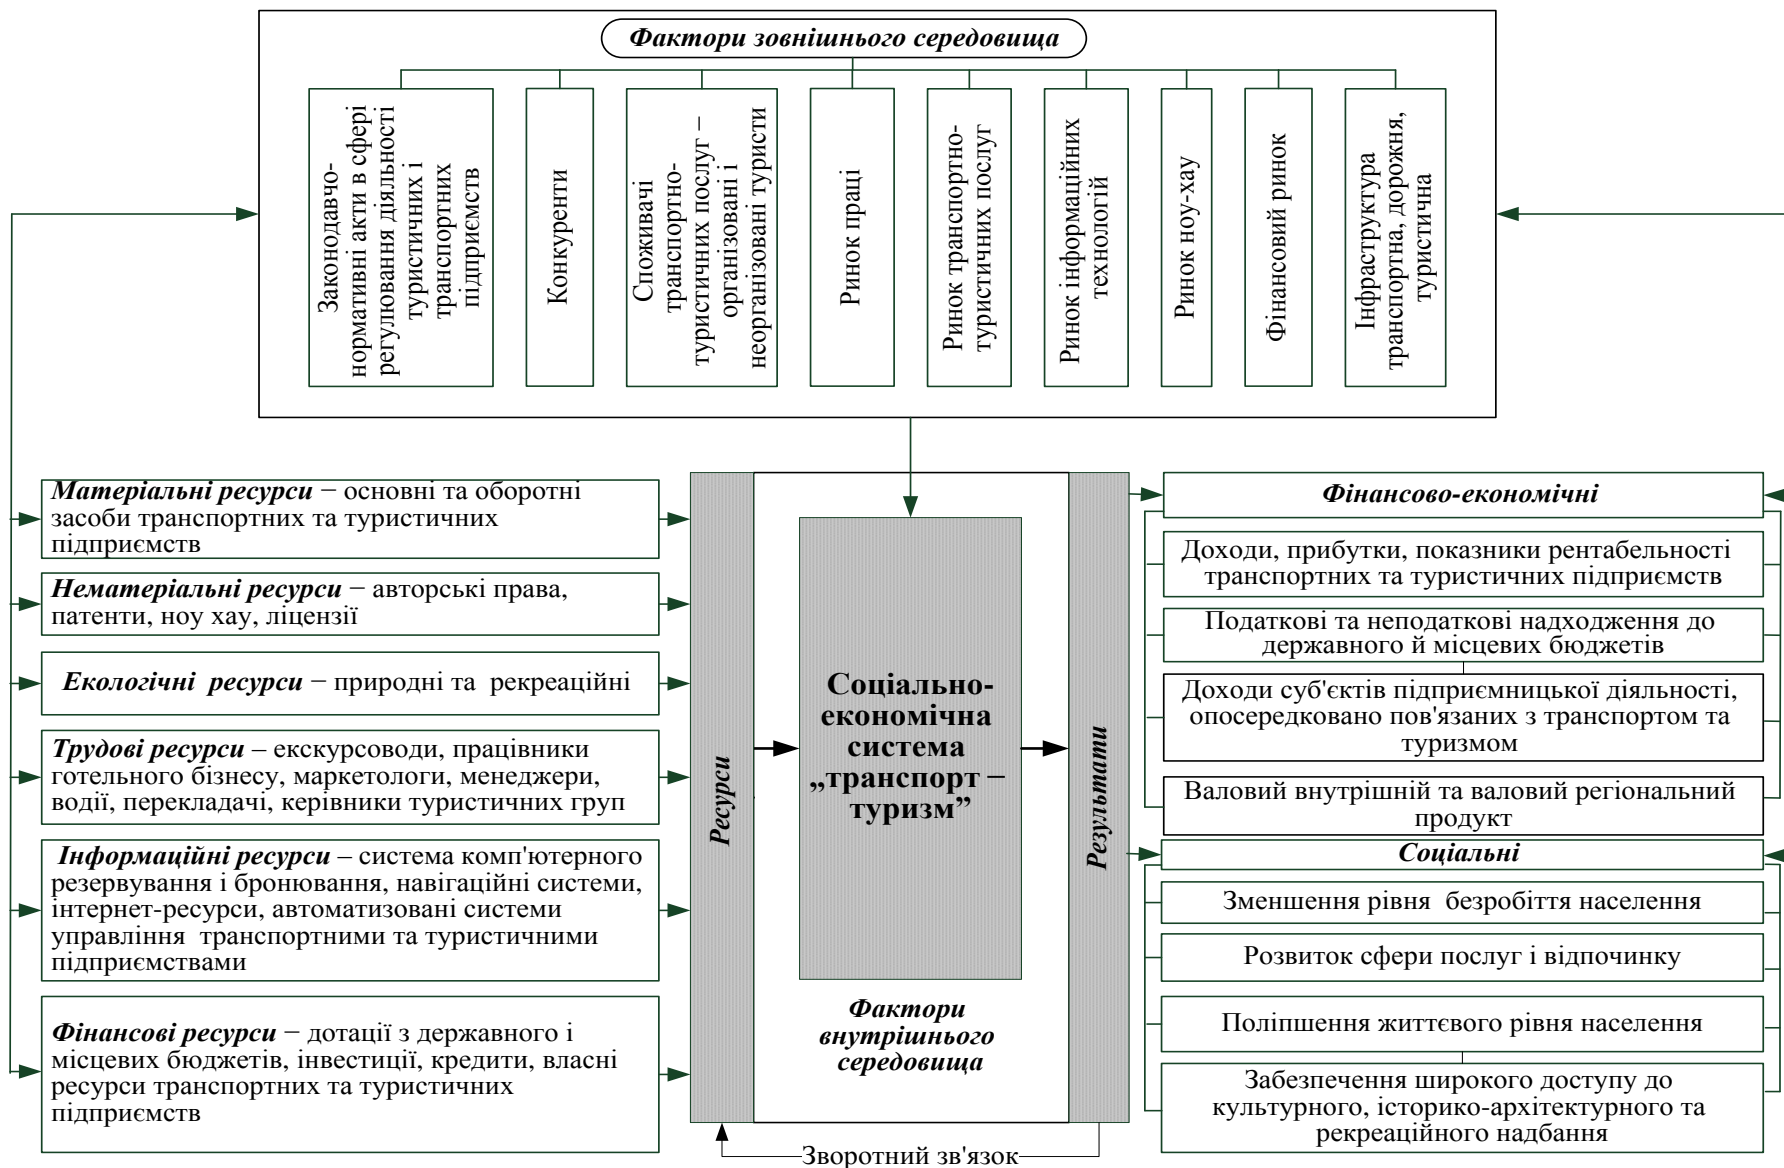 Фактори зовнішнього середовища
Законодавчо-
нормативні акти в сфері
регулювання діяльності
туристичних і
транспортних
підприємств
Конкуренти
Споживачі
транспортно-
туристичних послуг –
організовані і
неорганізовані туристи
Ринок праці
Ринок транспортно-
туристичних послуг
Ринок інформаційних
технологій
Ринок ноу-хау
Фінансовий ринок
Інфраструктура
транспортна, дорожня,
туристична
Матеріальні ресурси – основні та оборотні
засоби транспортних та туристичних
підприємств
Нематеріальні ресурси – авторські права,
патенти, ноу хау, ліцензії
Екологічні ресурси – природні та рекреаційні
Трудові ресурси – екскурсоводи, працівники
готельного бізнесу, маркетологи, менеджери,
водії, перекладачі, керівники туристичних груп
Інформаційні ресурси – система комп'ютерного
резервування і бронювання, навігаційні системи,
інтернет-ресурси, автоматизовані системи
управління транспортними та туристичними
підприємствами
Фінансові ресурси – дотації з державного і
місцевих бюджетів, інвестиції, кредити, власні
ресурси транспортних та туристичних
підприємств
Ресурси
Соціально-
економічна
система
„транспорт –
туризм”
Фактори
внутрішнього
середовища
Результати
Зворотний зв'язок
Фінансово-економічні
Доходи, прибутки, показники рентабельності
транспортних та туристичних підприємств
Податкові та неподаткові надходження до
державного й місцевих бюджетів
Доходи суб'єктів підприємницької діяльності,
опосередковано пов'язаних з транспортом та
туризмом
Валовий внутрішній та валовий регіональний
продукт
Соціальні
Зменшення рівня безробіття населення
Розвиток сфери послуг і відпочинку
Поліпшення життєвого рівня населення
Забезпечення широкого доступу до
культурного, історико-архітектурного та
рекреаційного надбання